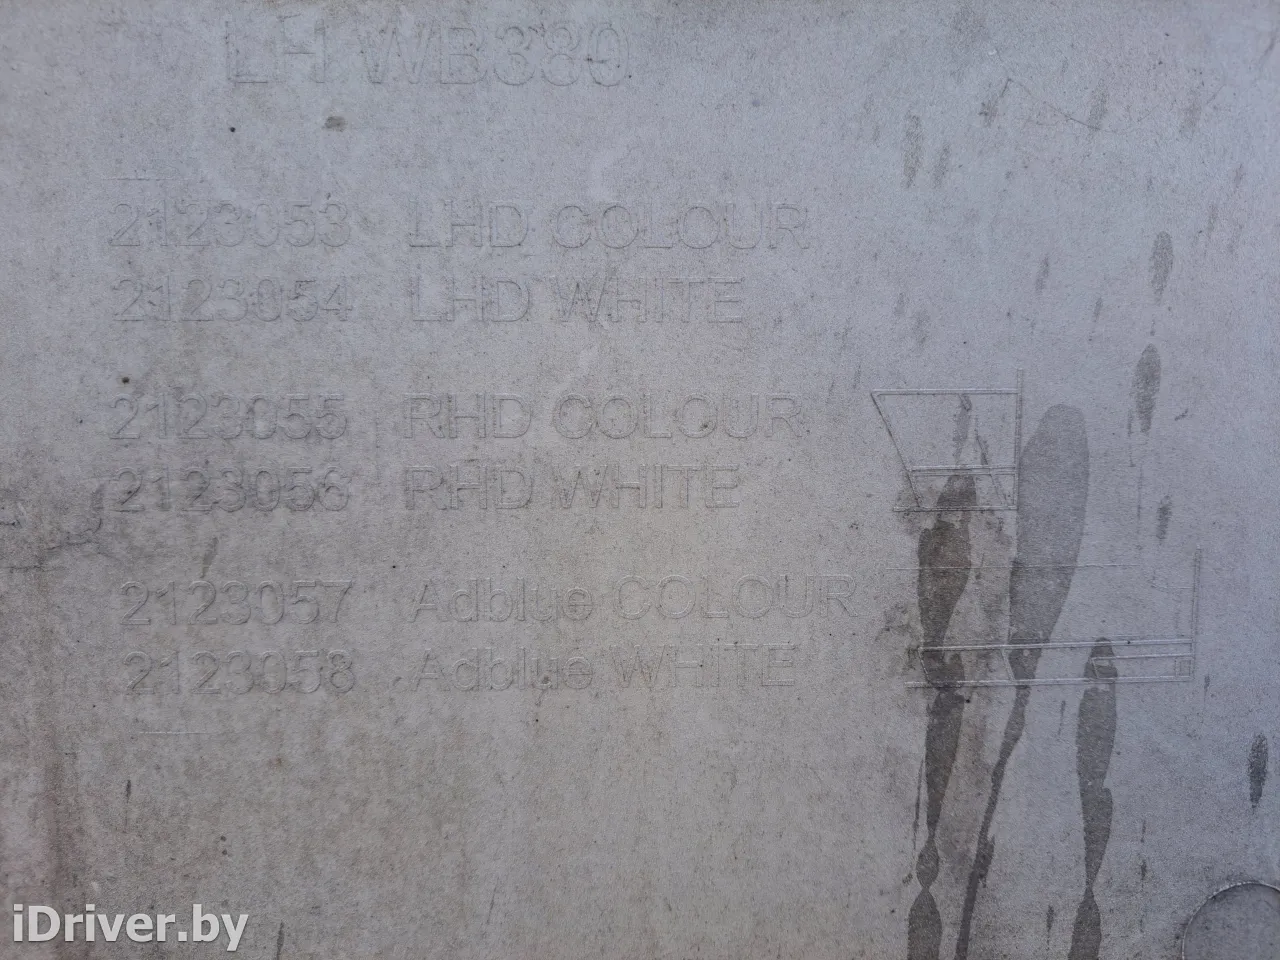 LH WB380
2123053 LHD COLOUR
2123054 LHD WHITE
2123055 RHD COLOUR
2123056 RHD WHITE
2123057 Adblue COLOUR
2123058 Adblue WHITE
iDriver.by